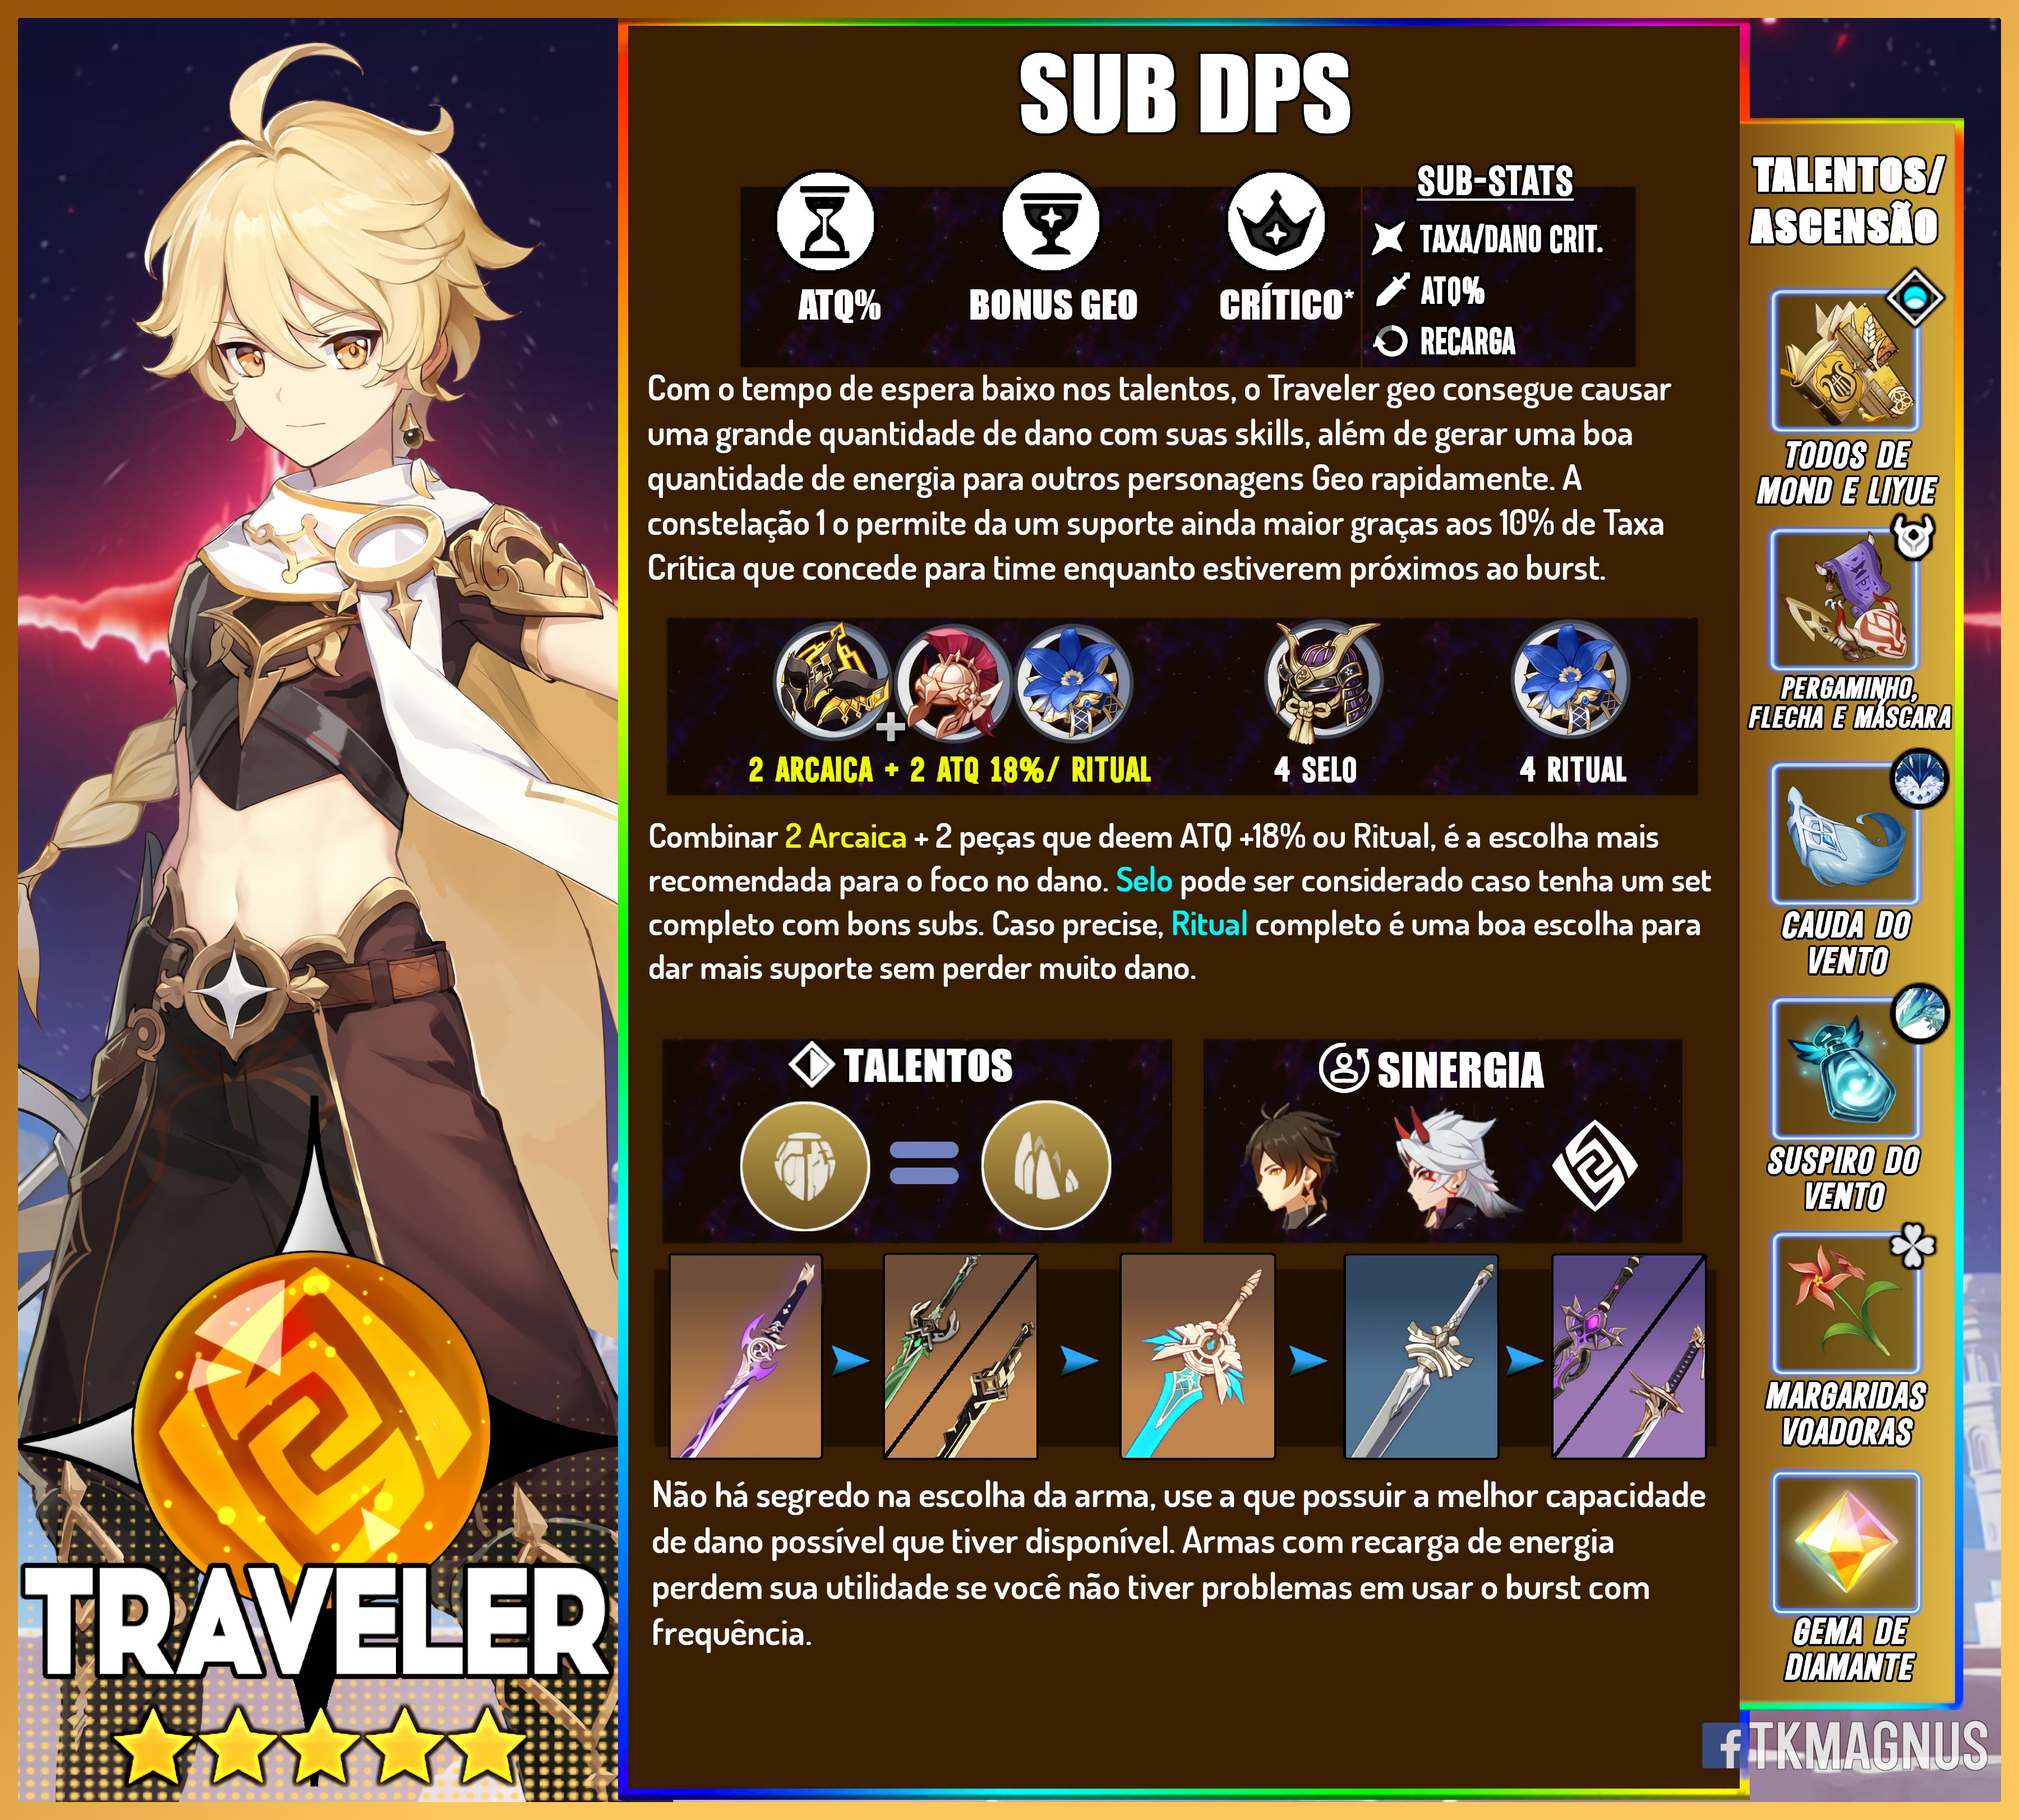 SUB DPS
ATQ%
BONUS GEO
CRÍTICO*
SUB-STATS
TAXA/DANO CRIT.
ATQ%
RECARGA
Com o tempo de espera baixo nos talentos, o Traveler geo consegue causar
uma grande quantidade de dano com suas skills, além de gerar uma boa
quantidade de energia para outros personagens Geo rapidamente. A
constelação 1 o permite da um suporte ainda maior graças aos 10% de Taxa
Crítica que concede para time enquanto estiverem próximos ao burst.
+
2 ARCAICA + 2 ATQ 18%/ RITUAL
4 SELO
4 RITUAL
Combinar 2 Arcaica + 2 peças que deem ATQ +18% ou Ritual, é a escolha mais
recomendada para o foco no dano. Selo pode ser considerado caso tenha um set
completo com bons subs. Caso precise, Ritual completo é uma boa escolha para
dar mais suporte sem perder muito dano.
TALENTOS
=
SINERGIA
Não há segredo na escolha da arma, use a que possuir a melhor capacidade
de dano possível que tiver disponível. Armas com recarga de energia
perdem sua utilidade se você não tiver problemas em usar o burst com
frequência.
TALENTOS/
ASCENSÃO
TODOS DE
MOND E LIYUE
PERGAMINHO,
FLECHA E MÁSCARA
CAUDA DO
VENTO
SUSPIRO DO
VENTO
MARGARIDAS
VOADORAS
GEMA DE
DIAMANTE
TRAVELER
f TKMAGNUS